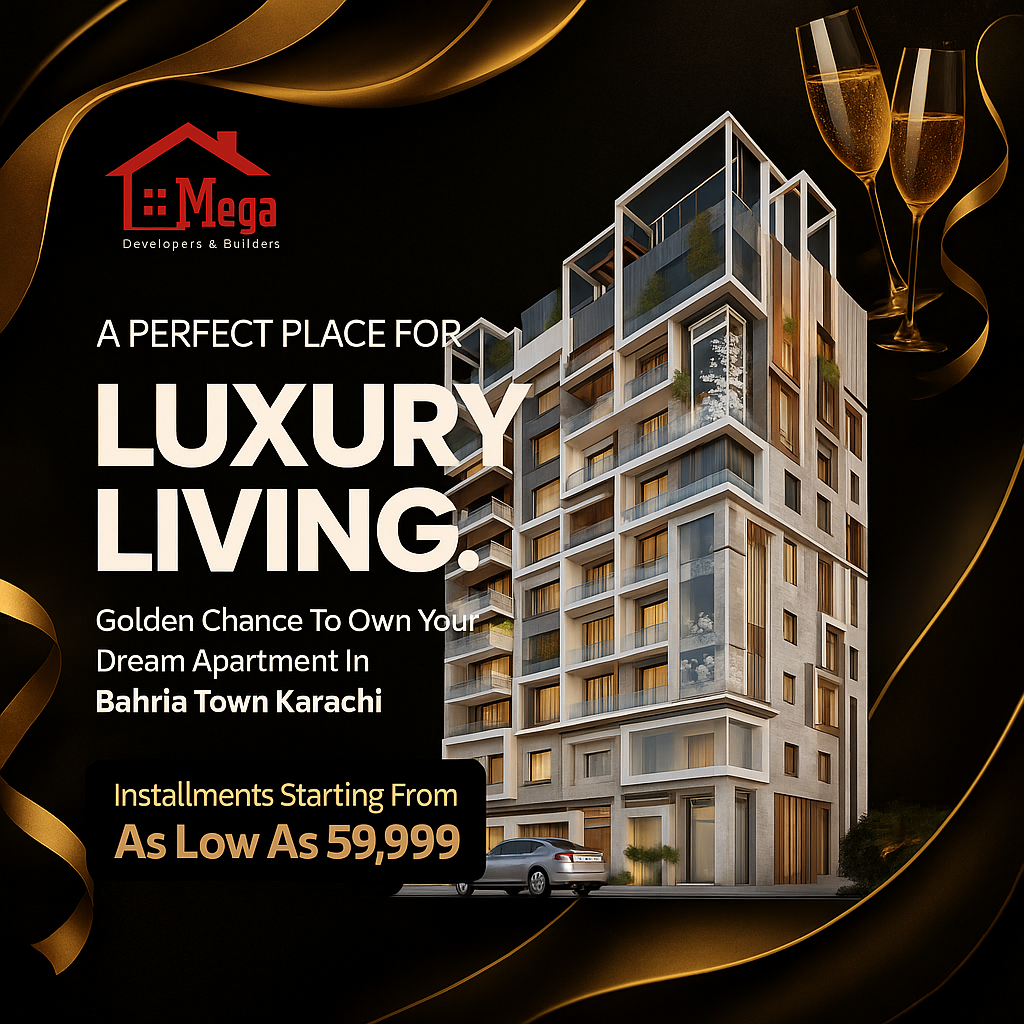 Mega
Developers & Builders
A PERFECT PLACE FOR
LUXURY
LIVING.
Golden Chance To Own Your
Dream Apartment In
Bahria Town Karachi
Installments Starting From
As Low As 59,999